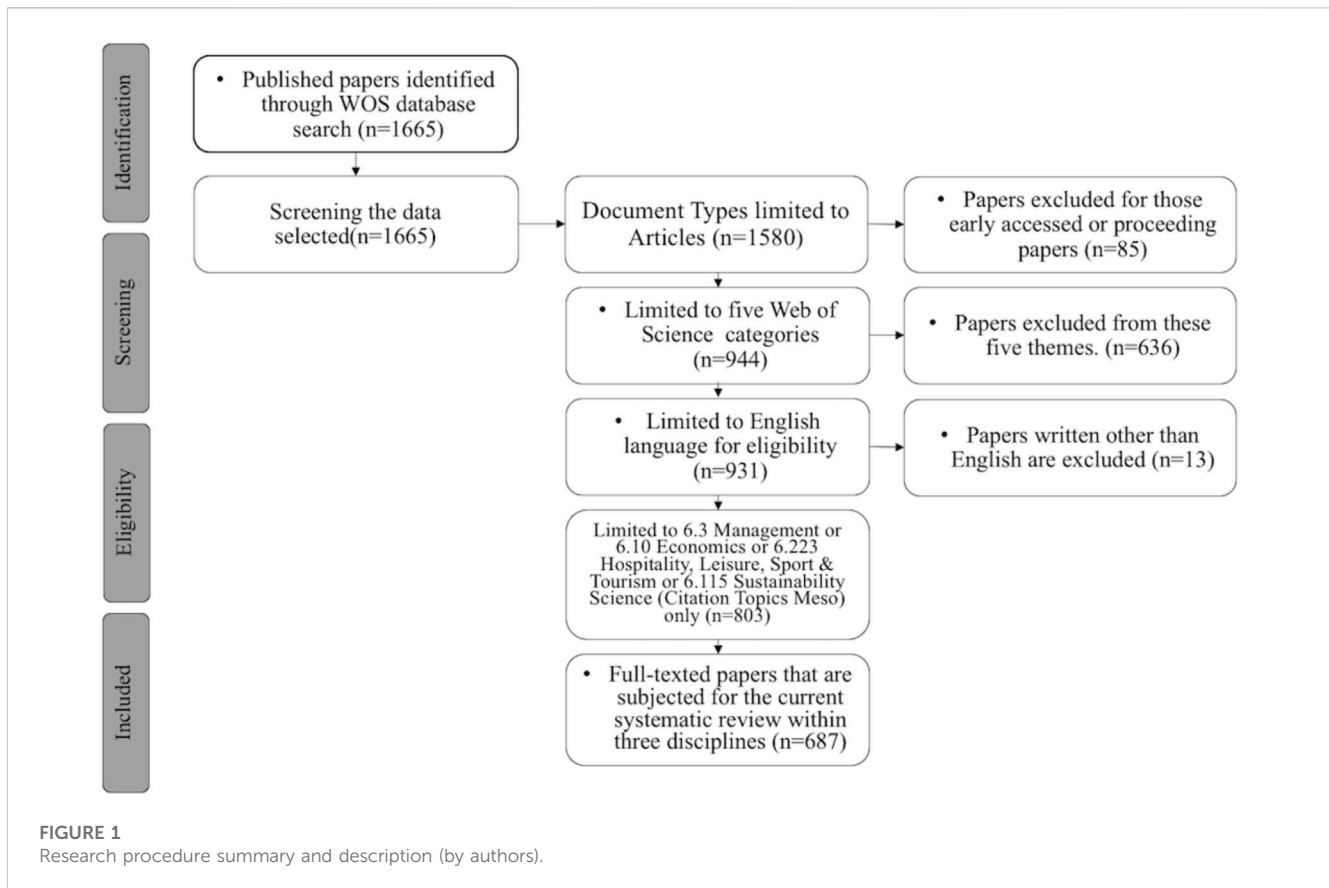 Identification
• Published papers identified
through WOS database
search (n=1665)
Screening the data
selected(n=1665)
Document Types limited to
Articles (n=1580)
• Papers excluded for those
early accessed or proceeding
papers (n=85)
Screening
• Limited to five Web of
Science categories
(n=944)
• Papers excluded from these
five themes. (n=636)
Eligibility
• Limited to English
language for eligibility
(n=931)
• Papers written other than
English are excluded (n=13)
Limited to 6.3 Management or
6.10 Economics or 6.223
Hospitality, Leisure, Sport &
Tourism or 6.115 Sustainability
Science (Citation Topics Meso)
only (n=803)
Included
• Full-texted papers that are
subjected for the current
systematic review within
three disciplines (n=687)
FIGURE 1
Research procedure summary and description (by authors).